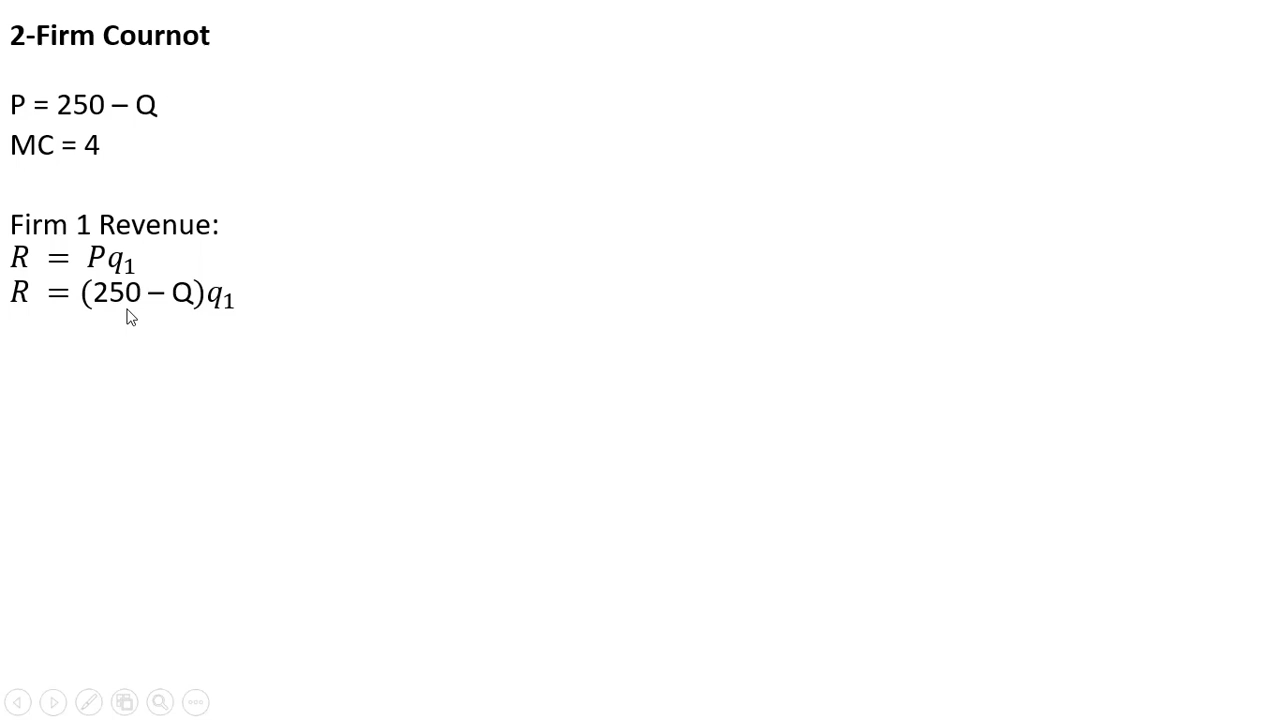 2-Firm Cournot
P = 250 – Q
MC = 4
Firm 1 Revenue:
R = Pq₁
R = (250 – Q)q₁